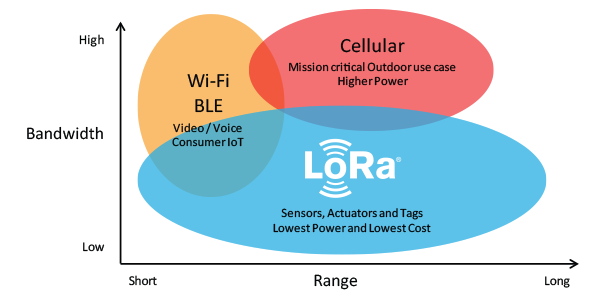 High
Cellular
Mission critical Outdoor use case
Higher Power
Wi-Fi
BLE
Video / Voice
Consumer IoT
Bandwidth
LoRa®
Sensors, Actuators and Tags
Lowest Power and Lowest Cost
Low
Short
Range
Long